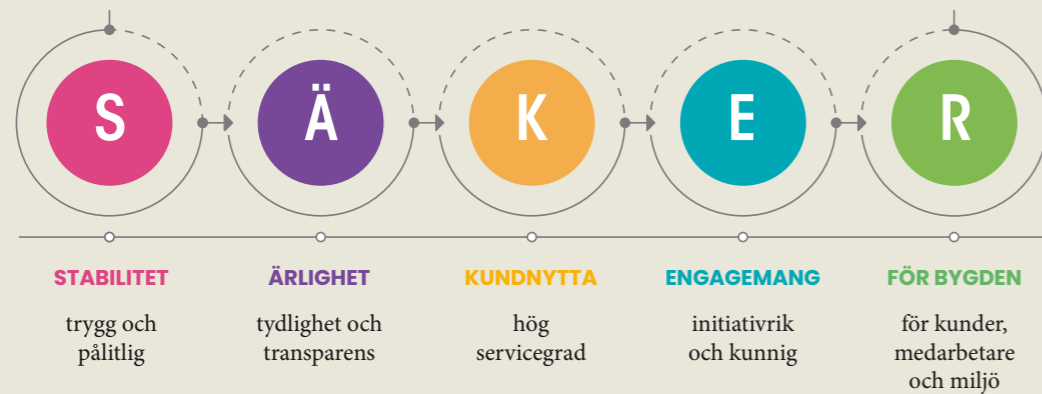 S Ä K E R
STABILITET
trygg och
pålitlig
ÄRLIGHET
tydlighet och
transparens
KUNDNYTTA
hög
servicegrad
ENGAGEMANG
initiativrik
och kunnig
FÖR BYGDEN
för kunder,
medarbetare
och miljö